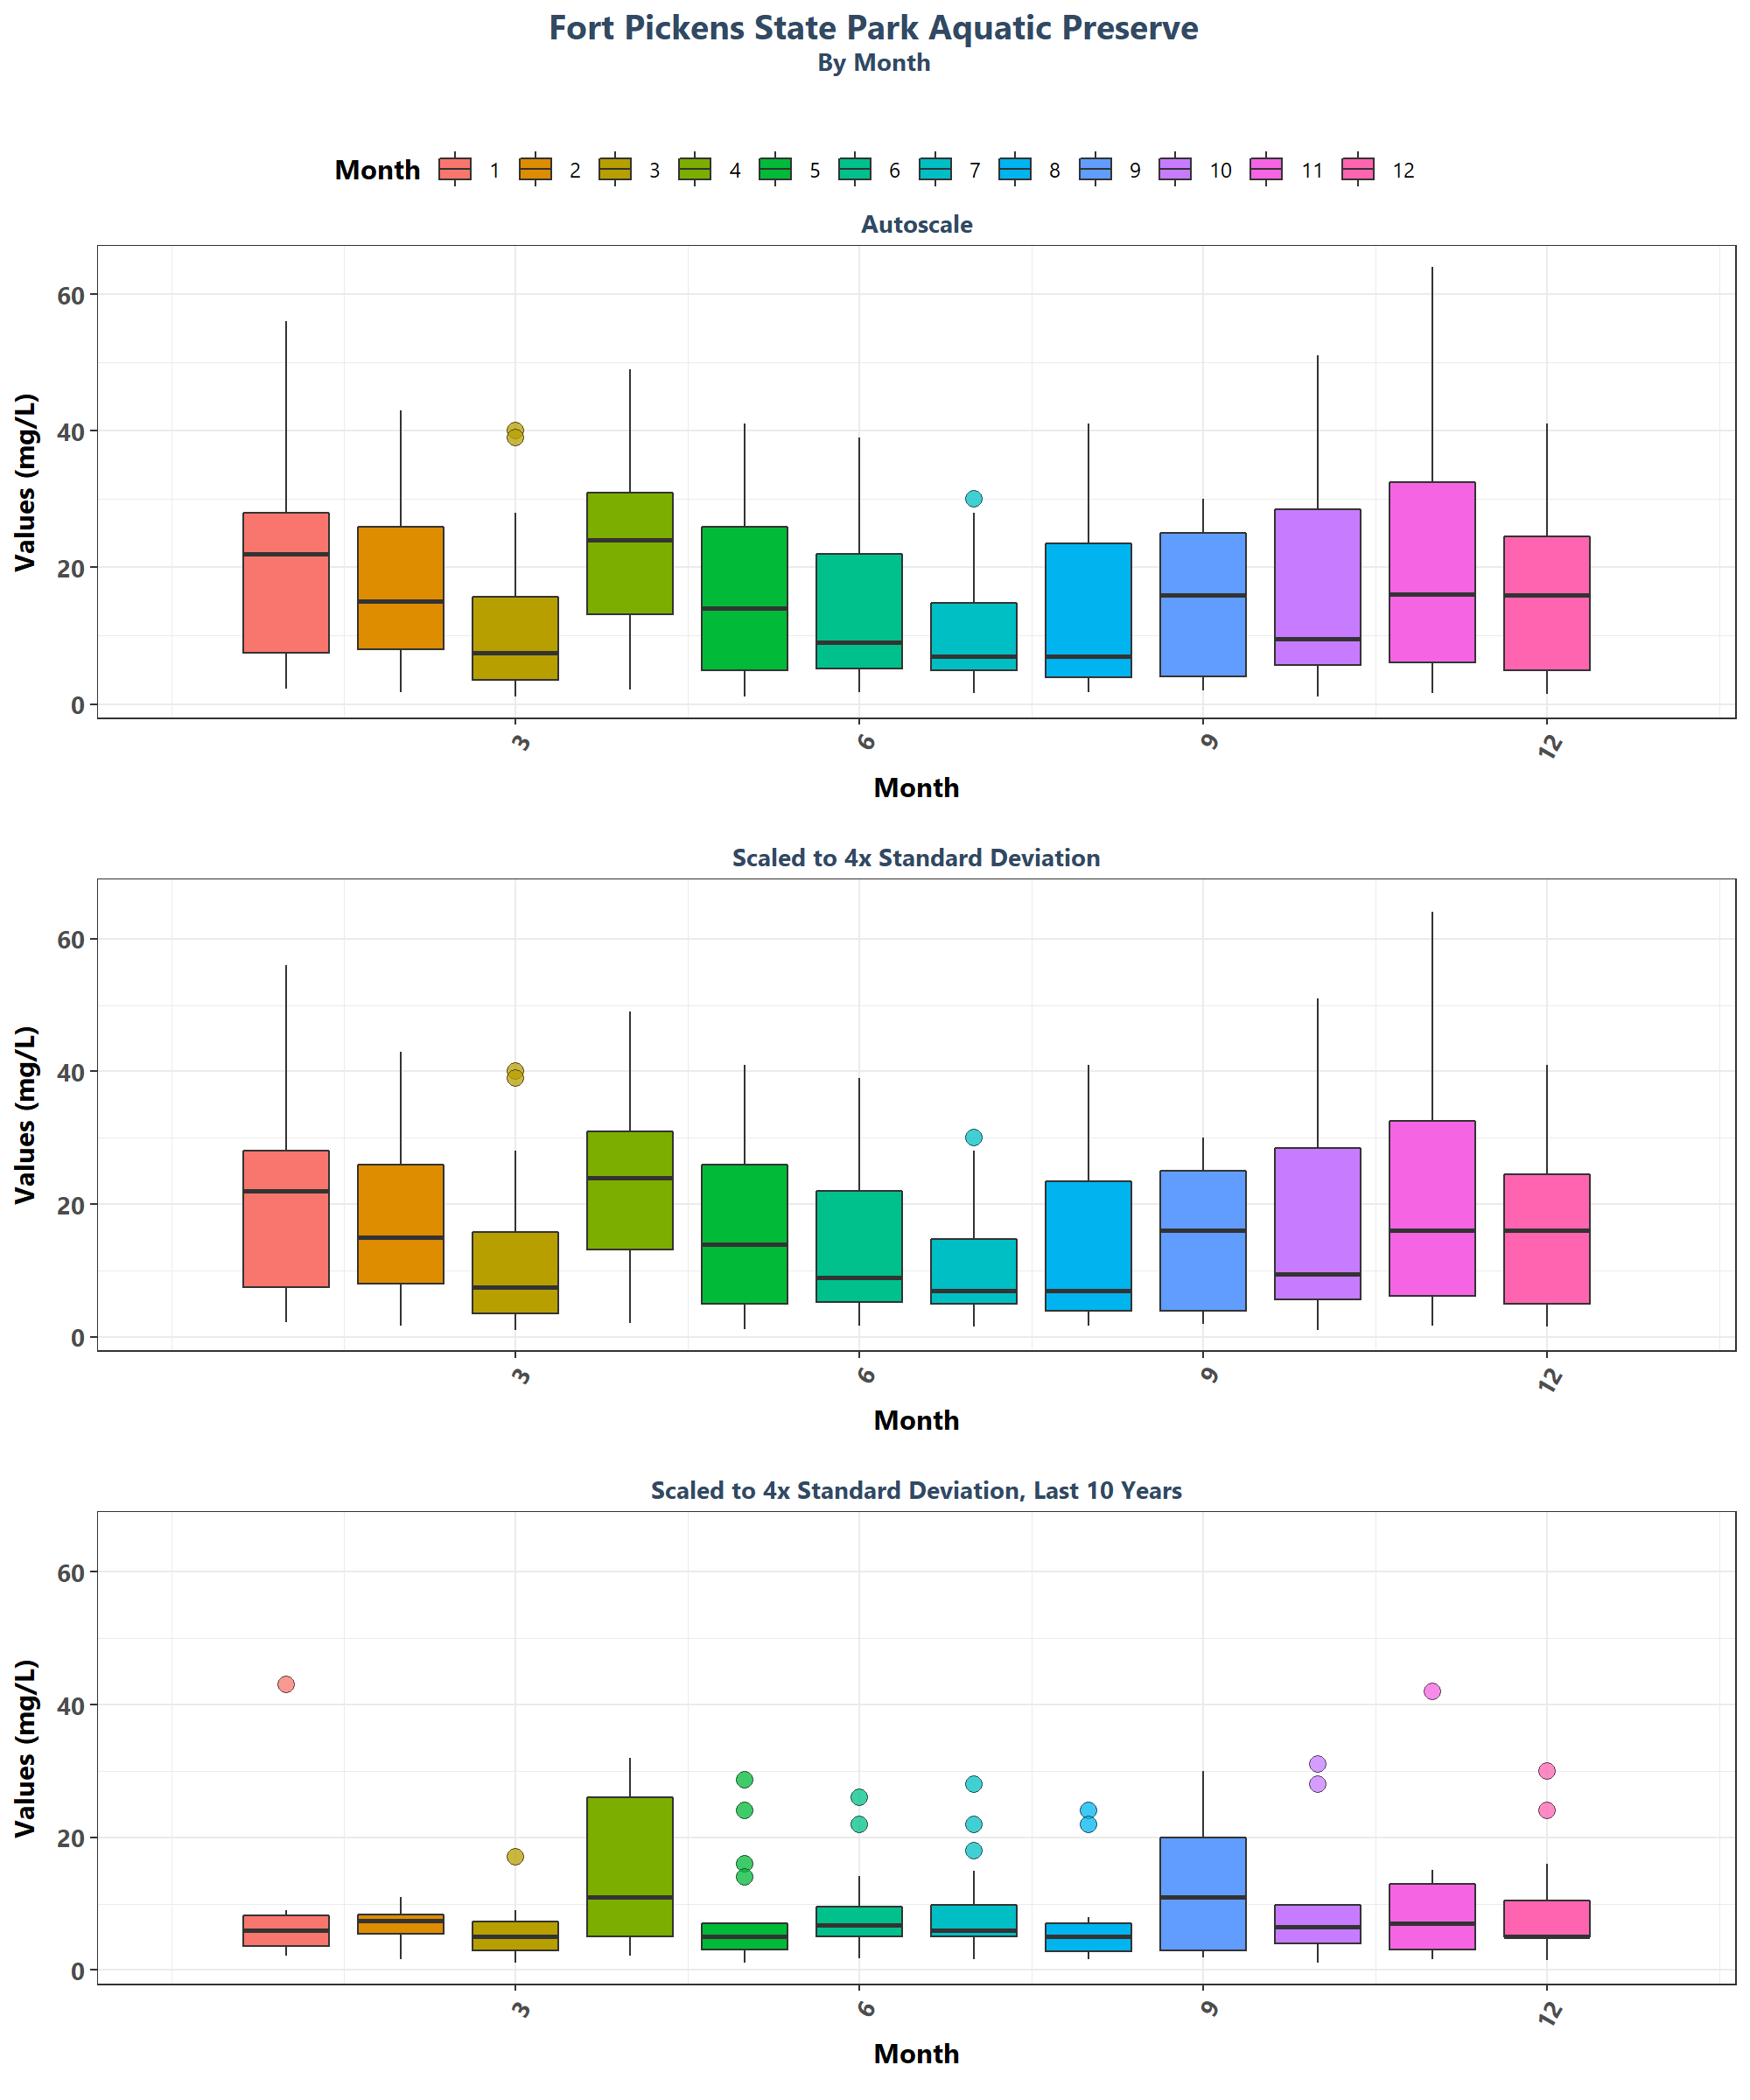 Fort Pickens State Park Aquatic Preserve
By Month
Month 1 2 3 4 5 6 7 8 9 10 11 12
Autoscale
Values (mg/L)
60
40
20
0
3 6 9 12
Month
Scaled to 4x Standard Deviation
Values (mg/L)
60
40
20
0
3 6 9 12
Month
Scaled to 4x Standard Deviation, Last 10 Years
Values (mg/L)
60
40
20
0
3 6 9 12
Month